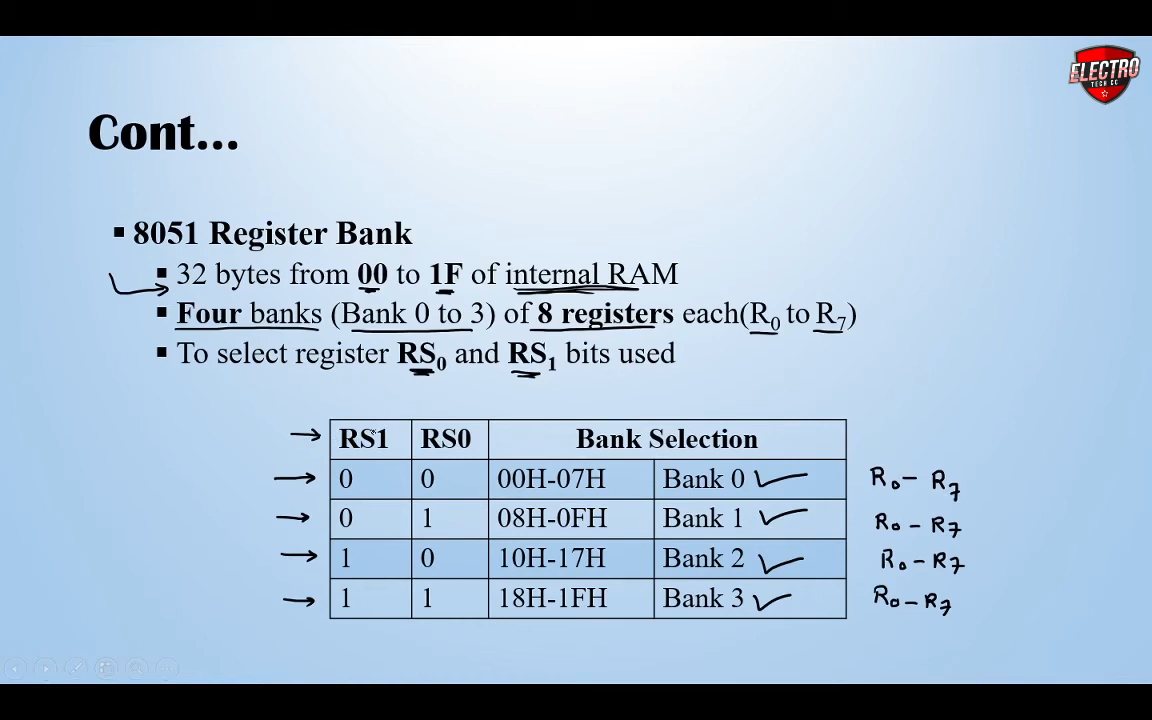 ELECTRO
TECH CC
Cont...
▪ 8051 Register Bank
▪ 32 bytes from 00 to 1F of internal RAM
▪ Four banks (Bank 0 to 3) of 8 registers each(R₀ to R₇)
▪ To select register RS₀ and RS₁ bits used
RS1 RS0 Bank Selection
0 0 00H-07H Bank 0 R₀ - R₇
0 1 08H-0FH Bank 1 R₀ - R₇
1 0 10H-17H Bank 2 R₀ - R₇
1 1 18H-1FH Bank 3 R₀ - R₇